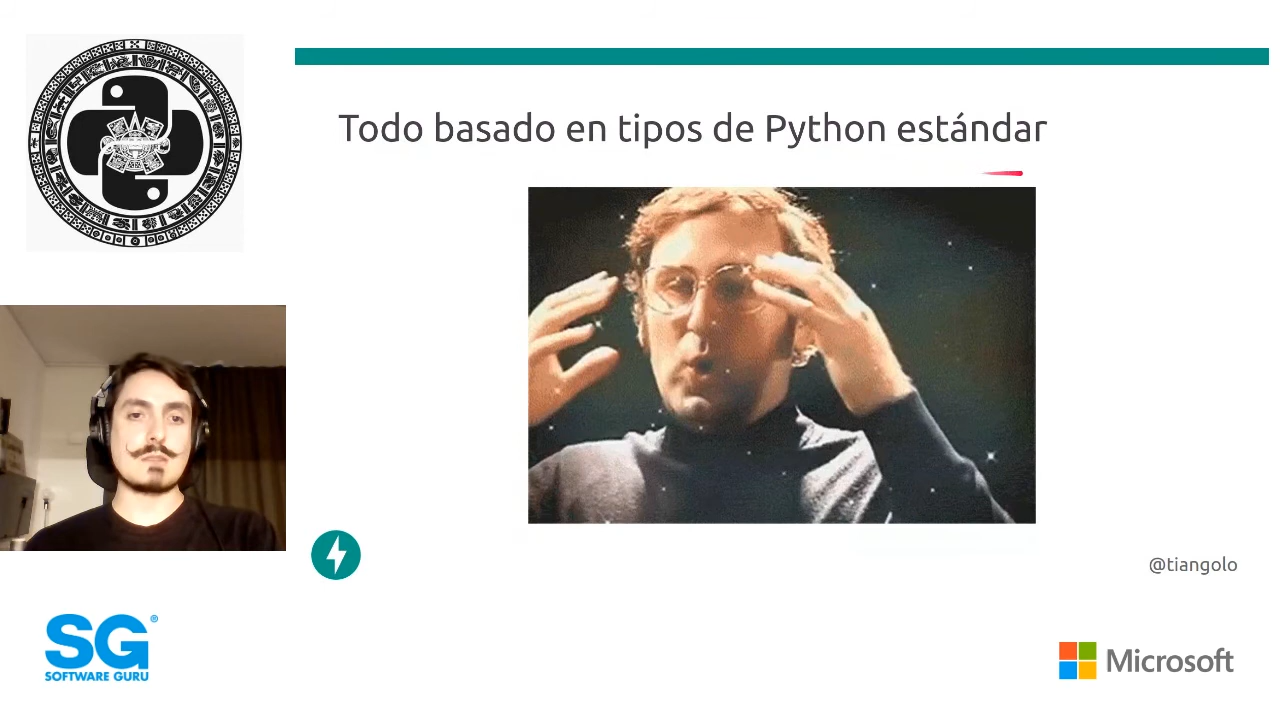 Todo basado en tipos de Python estándar
@tiangolo
SG®
SOFTWARE GURU
Microsoft